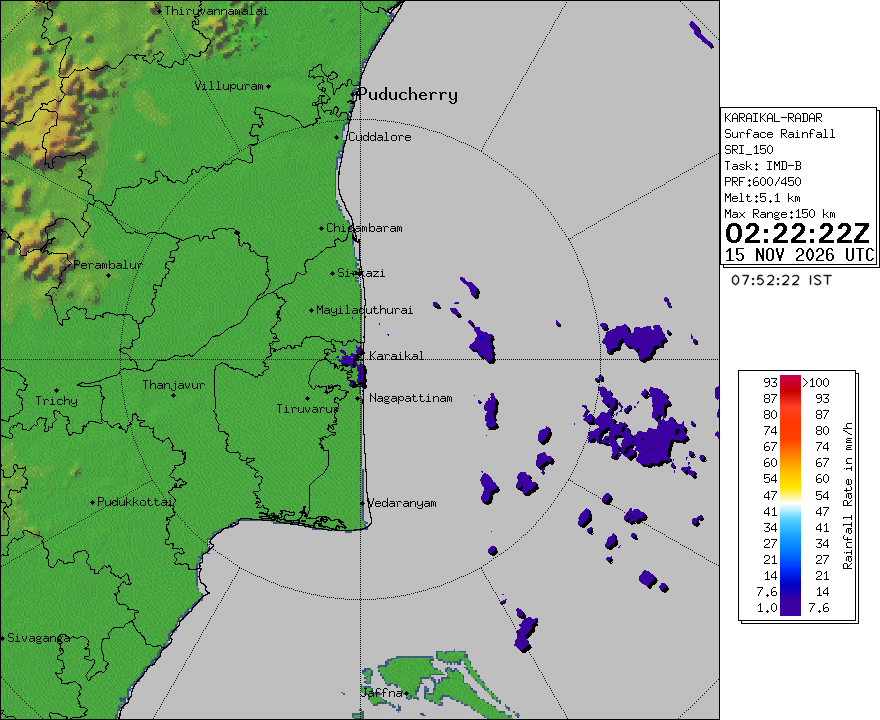 Thiruvannamalai
Villupuram
Puducherry
Cuddalore
Chidambaram
Perambalur
Sirkazi
Mayiladuthurai
Karaikal
Thanjavur
Trichy
Tiruvarur
Nagapattinam
Pudukkottai
Vedaranyam
Sivaganga
Jaffna
KARAIKAL-RADAR
Surface Rainfall
SRI_150
Task: IMD-B
PRF:600/450
Melt:5.1 km
Max Range:150 km
02:22:22Z
15 NOV 2026 UTC
07:52:22 IST
93 >100
87 93
80 87
74 80
67 74
60 67
54 60
47 54
41 47
34 41
27 34
21 27
14 21
7.6 14
1.0 7.6
Rainfall Rate in mm/h